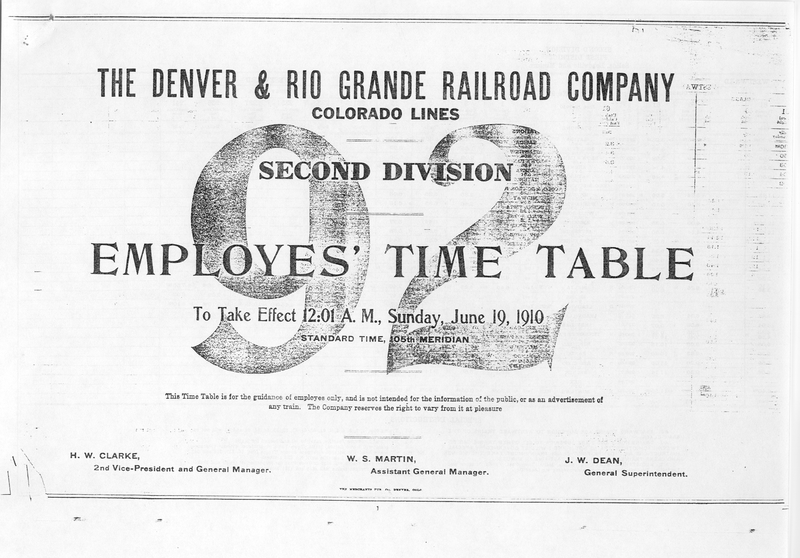 THE DENVER & RIO GRANDE RAILROAD COMPANY
COLORADO LINES
92
SECOND DIVISION
EMPLOYES' TIME TABLE
To Take Effect 12:01 A. M., Sunday, June 19, 1910
STANDARD TIME, 105th MERIDIAN
This Time Table is for the guidance of employes only, and is not intended for the information of the public, or as an advertisement of
any train. The Company reserves the right to vary from it at pleasure
H. W. CLARKE,
2nd Vice-President and General Manager.
W. S. MARTIN,
Assistant General Manager.
J. W. DEAN,
General Superintendent.